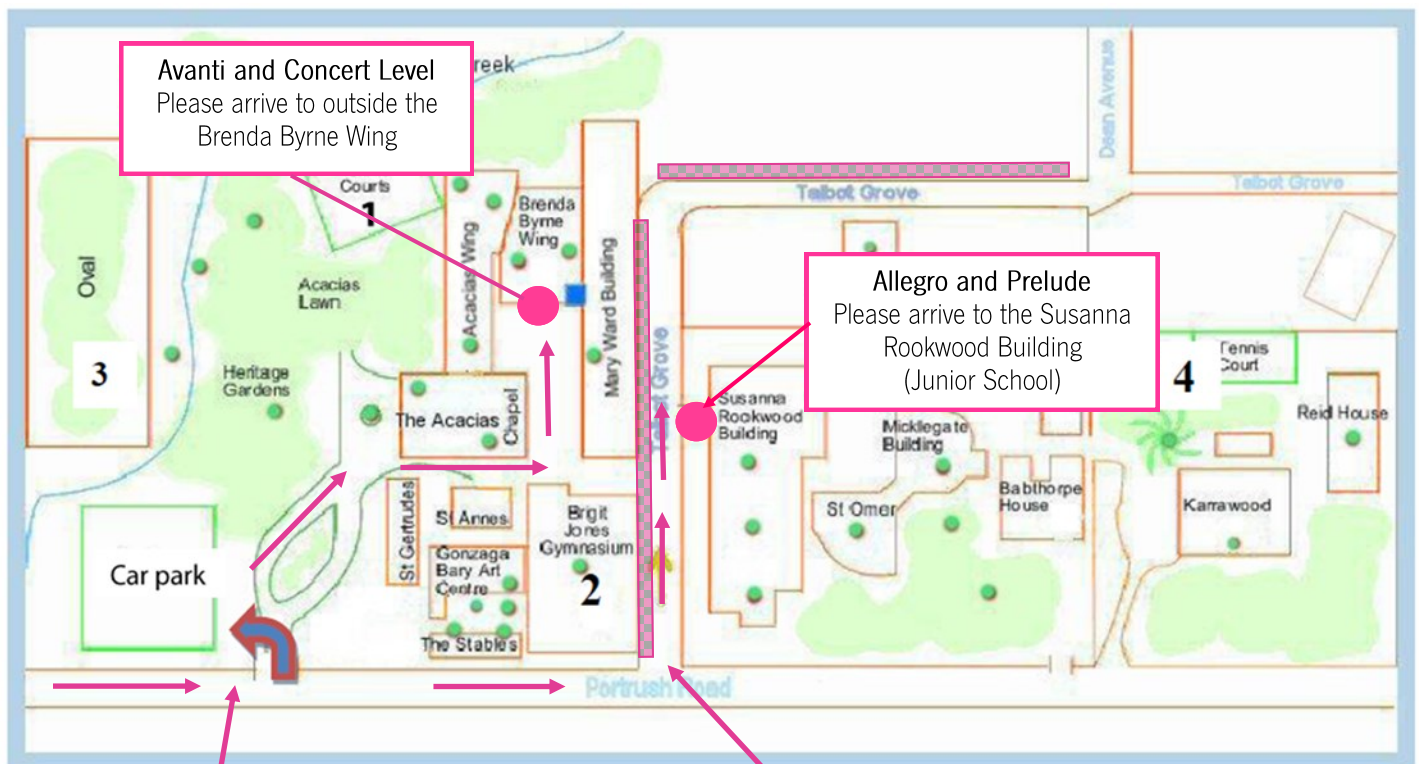 Avanti and Concert Level
Please arrive to outside the
Brenda Byrne Wing
reek
Dean Avenue
Talbot Grove
Talbot Grove
Courts
1
Brenda
Byrne
Wing
Acacias Wing
Mary Ward Building
Oval
3
Acacias
Lawn
Heritage
Gardens
The Acacias
Chapel
Allegro and Prelude
Please arrive to the Susanna
Rookwood Building
(Junior School)
4
Tennis
Court
Talbot Grove
Susanna
Rookwood
Building
Micklegate
Building
Reid House
Babthorpe
House
Karrawood
St Omer
Car park
St Gertrudes
St Annes
Gonzaga
Bary Art
Centre
The Stables
Brigit
Jones
Gymnasium
2
Portrush Road